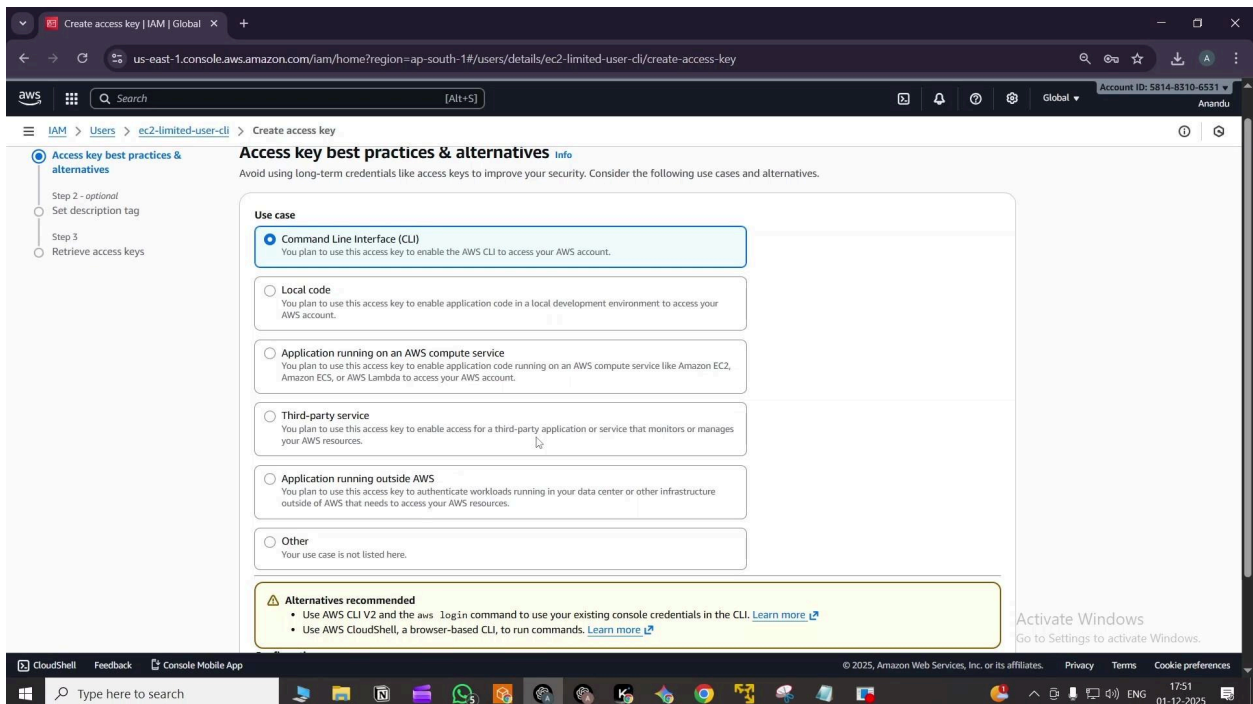 Create access key | IAM | Global
us-east-1.console.aws.amazon.com/iam/home?region=ap-south-1#/users/details/ec2-limited-user-cli/create-access-key
aws
Search [Alt+S]
Global
Account ID: 5814-8310-6531
Anandu
IAM > Users > ec2-limited-user-cli > Create access key
Access key best practices &
alternatives
Step 2 - optional
Set description tag
Step 3
Retrieve access keys
Access key best practices & alternatives Info
Avoid using long-term credentials like access keys to improve your security. Consider the following use cases and alternatives.
Use case
Command Line Interface (CLI)
You plan to use this access key to enable the AWS CLI to access your AWS account.
Local code
You plan to use this access key to enable application code in a local development environment to access your
AWS account.
Application running on an AWS compute service
You plan to use this access key to enable application code running on an AWS compute service like Amazon EC2,
Amazon ECS, or AWS Lambda to access your AWS account.
Third-party service
You plan to use this access key to enable access for a third-party application or service that monitors or manages
your AWS resources.
Application running outside AWS
You plan to use this access key to authenticate workloads running in your data center or other infrastructure
outside of AWS that needs to access your AWS resources.
Other
Your use case is not listed here.
Alternatives recommended
• Use AWS CLI V2 and the aws login command to use your existing console credentials in the CLI. Learn more
• Use AWS CloudShell, a browser-based CLI, to run commands. Learn more
Activate Windows
Go to Settings to activate Windows.
CloudShell Feedback Console Mobile App
© 2025, Amazon Web Services, Inc. or its affiliates. Privacy Terms Cookie preferences
Type here to search
ENG
17:51
01-12-2025